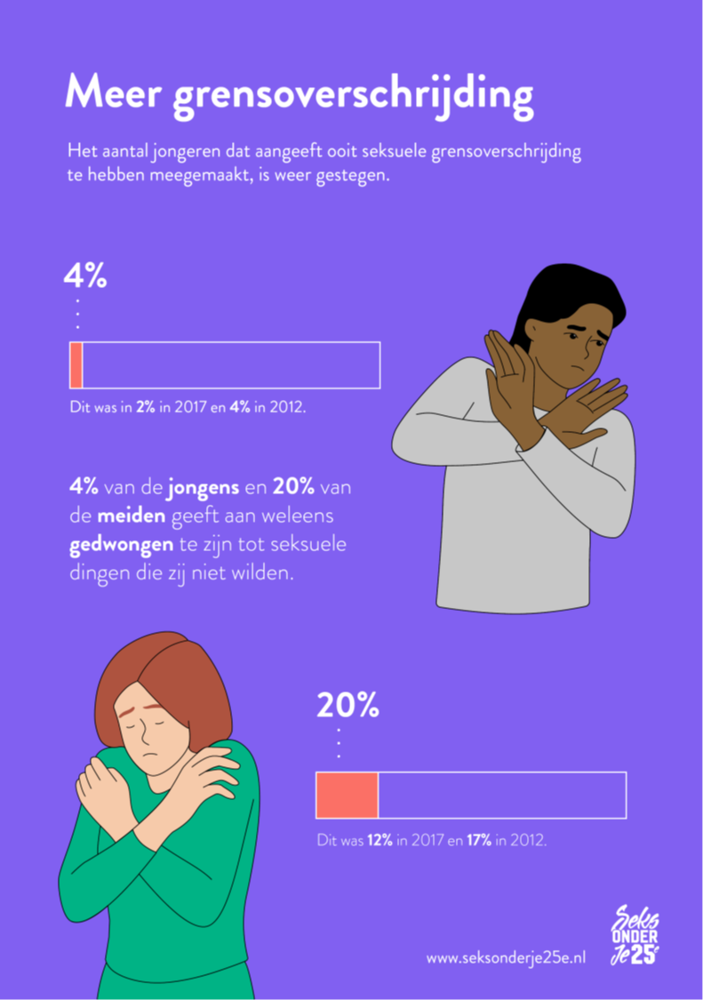 Meer grensoverschrijding
Het aantal jongeren dat aangeeft ooit seksuele grensoverschrijding
te hebben meegemaakt, is weer gestegen.
4%
Dit was in 2% in 2017 en 4% in 2012.
4% van de jongens en 20% van
de meiden geeft aan weleens
gedwongen te zijn tot seksuele
dingen die zij niet wilden.
20%
Dit was 12% in 2017 en 17% in 2012.
www.seksonderje25e.nl
Seks
ONDER
Je 25e